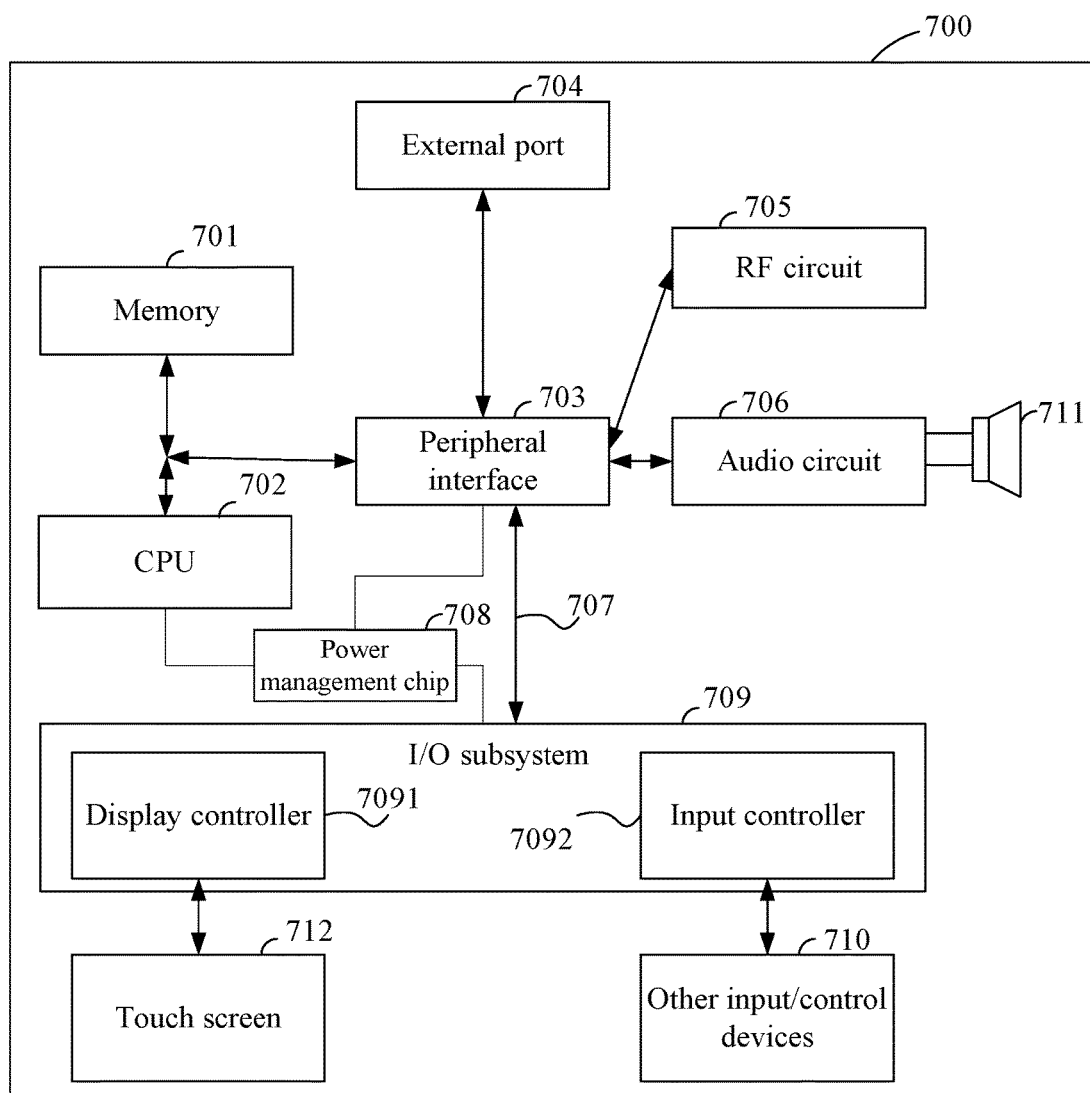 700
704
External port
705
RF circuit
701
Memory
703
Peripheral
interface
706
Audio circuit
711
702
CPU
707
708
Power
management chip
709
I/O subsystem
Display controller
7091
7092
Input controller
712
Touch screen
710
Other input/control
devices